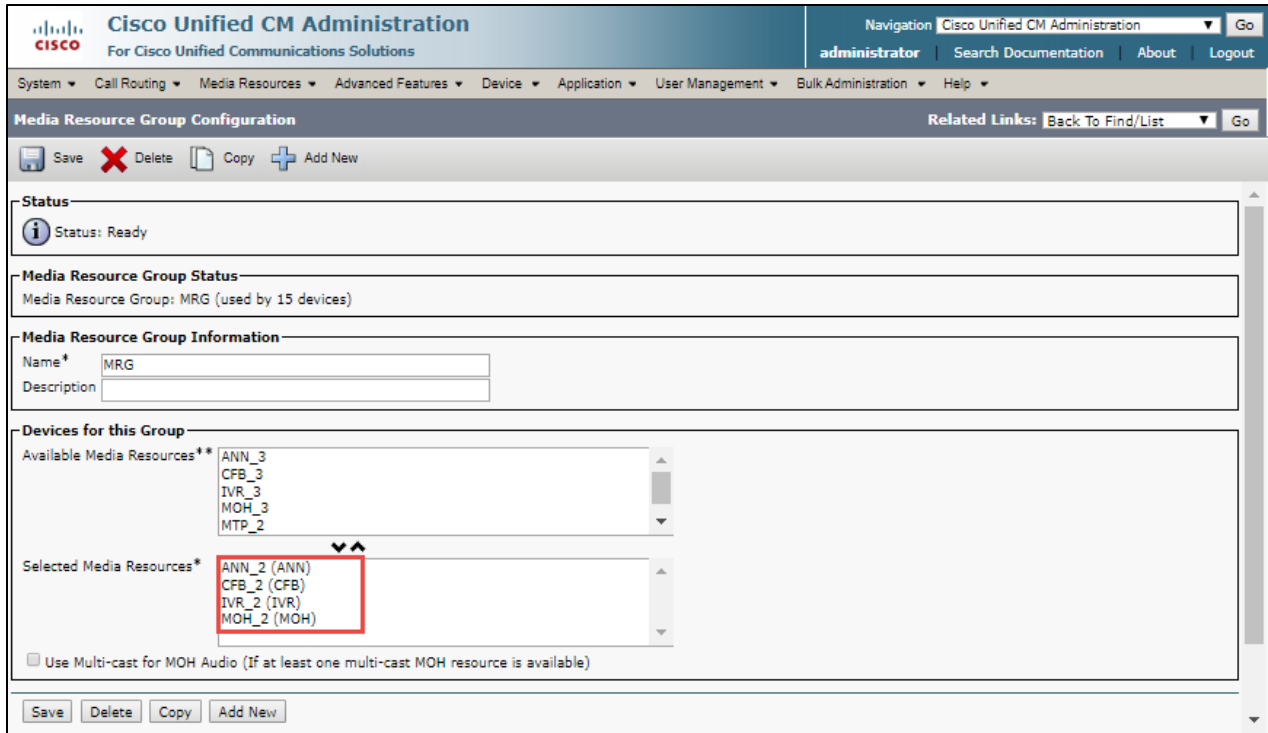 Cisco Unified CM Administration
For Cisco Unified Communications Solutions
CISCO
Navigation Cisco Unified CM Administration Go
administrator Search Documentation About Logout
System Call Routing Media Resources Advanced Features Device Application User Management Bulk Administration Help
Media Resource Group Configuration Related Links: Back To Find/List Go
Save Delete Copy Add New
Status
i Status: Ready
Media Resource Group Status
Media Resource Group: MRG (used by 15 devices)
Media Resource Group Information
Name* MRG
Description
Devices for this Group
Available Media Resources** ANN_3
CFB_3
IVR_3
MOH_3
MTP_2
Selected Media Resources* ANN_2 (ANN)
CFB_2 (CFB)
IVR_2 (IVR)
MOH_2 (MOH)
Use Multi-cast for MOH Audio (If at least one multi-cast MOH resource is available)
Save Delete Copy Add New